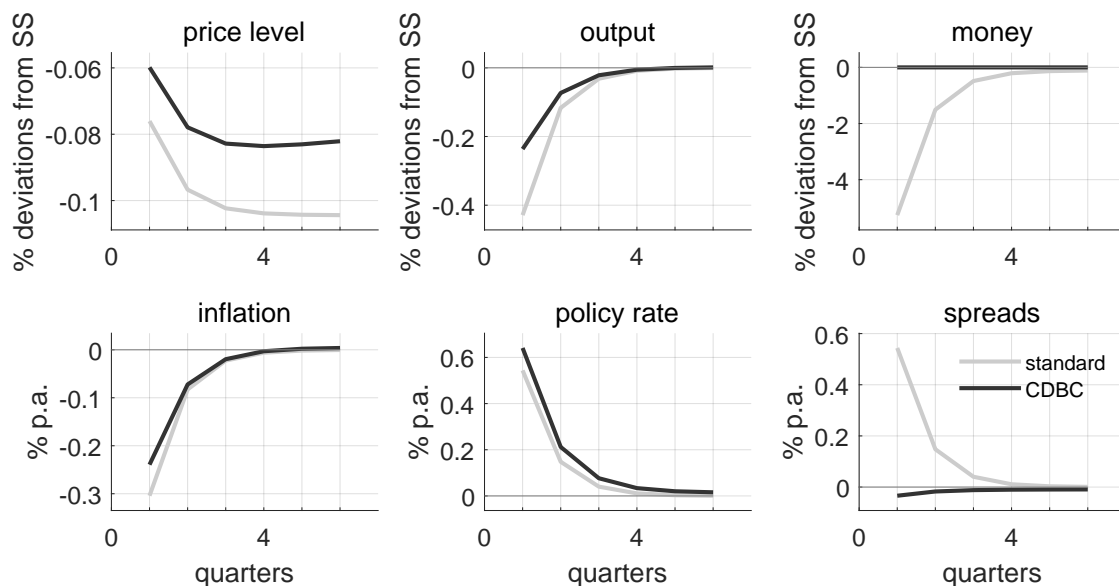 price level
% deviations from SS
-0.06
-0.08
-0.1
0
4
output
% deviations from SS
0
-0.2
-0.4
0
4
money
% deviations from SS
0
-2
-4
0
4
inflation
% p.a.
0
-0.1
-0.2
-0.3
0
4
quarters
policy rate
% p.a.
0.6
0.4
0.2
0
0
4
quarters
spreads
% p.a.
0.6
0.4
0.2
0
0
4
quarters
standard
CDBC